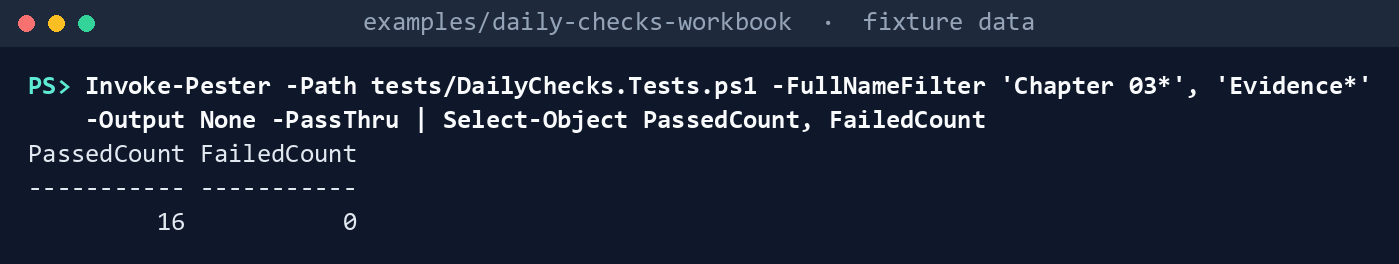 examples/daily-checks-workbook · fixture data
PS> Invoke-Pester -Path tests/DailyChecks.Tests.ps1 -FullNameFilter 'Chapter 03*', 'Evidence*'
-Output None -PassThru | Select-Object PassedCount, FailedCount
PassedCount FailedCount
----------- -----------
16 0